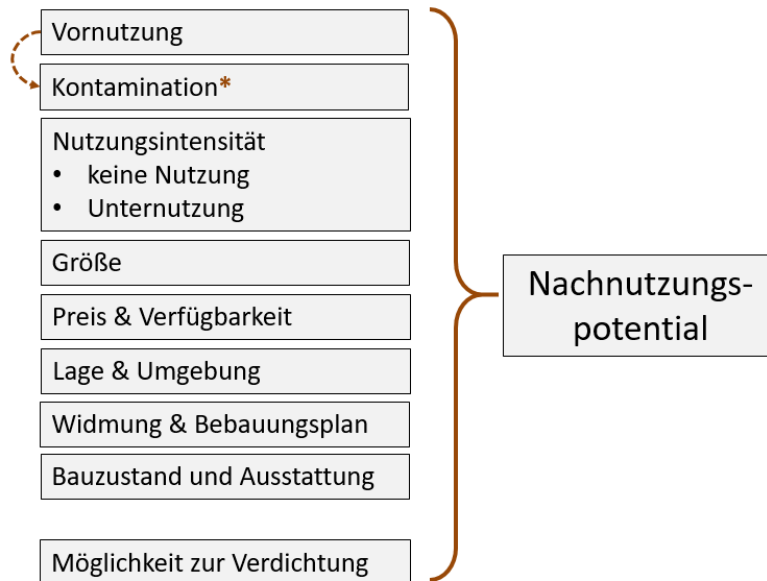 Vornutzung
Kontamination*
Nutzungsintensität
• keine Nutzung
• Unternutzung
Größe
Preis & Verfügbarkeit
Lage & Umgebung
Widmung & Bebauungsplan
Bauzustand und Ausstattung
Möglichkeit zur Verdichtung
Nachnutzungs-
potential